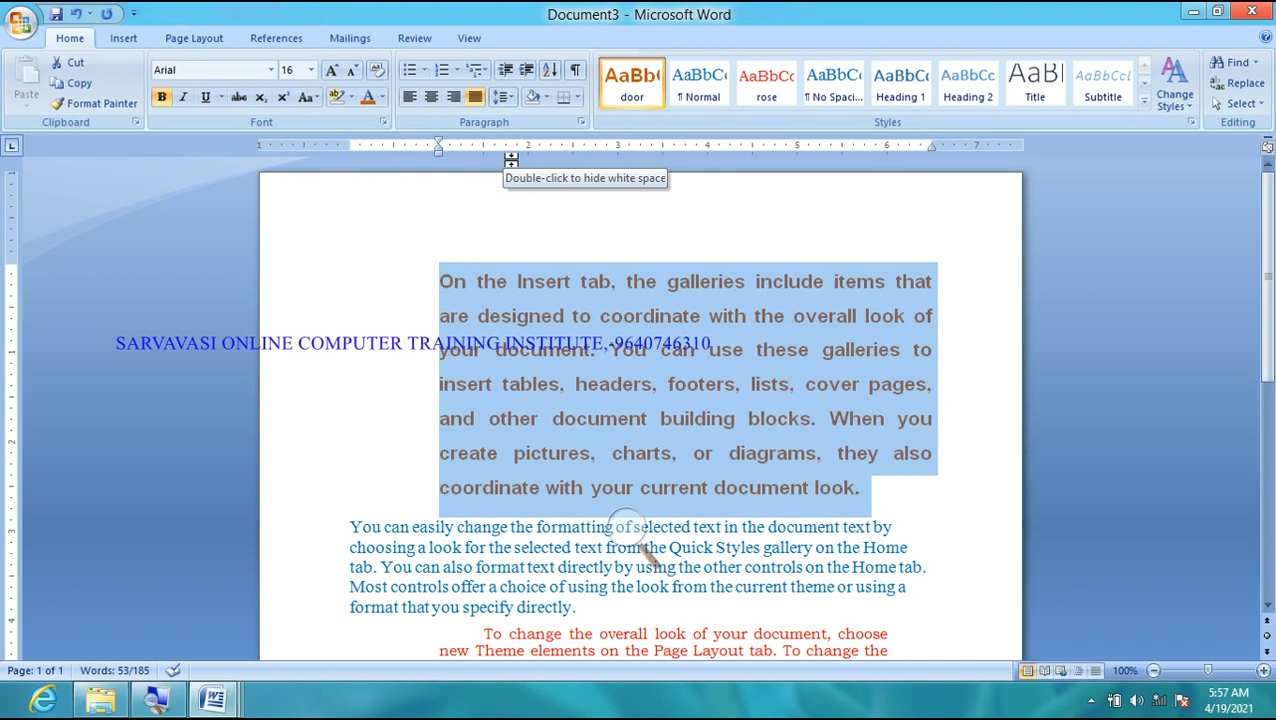 Document3 - Microsoft Word
Home Insert Page Layout References Mailings Review View
Paste
Cut
Copy
Format Painter
Clipboard
Arial 16
Font
Paragraph
AaBb( AaBbCc AaBbCc AaBbCc AaBbC AaBbCc AaB AaBbCcl
door ¶ Normal rose ¶ No Spaci... Heading 1 Heading 2 Title Subtitle
Change Styles
Styles
Find
Replace
Select
Editing
1 1 2 3 4 5 6 7
Double-click to hide white space
On the Insert tab, the galleries include items that
are designed to coordinate with the overall look of
SARVAVASI ONLINE COMPUTER TRAINING INSTITUTE,-9640746310
your document. You can use these galleries to
insert tables, headers, footers, lists, cover pages,
and other document building blocks. When you
create pictures, charts, or diagrams, they also
coordinate with your current document look.
You can easily change the formatting of selected text in the document text by
choosing a look for the selected text from the Quick Styles gallery on the Home
tab. You can also format text directly by using the other controls on the Home tab.
Most controls offer a choice of using the look from the current theme or using a
format that you specify directly.
To change the overall look of your document, choose
new Theme elements on the Page Layout tab. To change the
Page: 1 of 1 Words: 53/185 100%
5:57 AM
4/19/2021